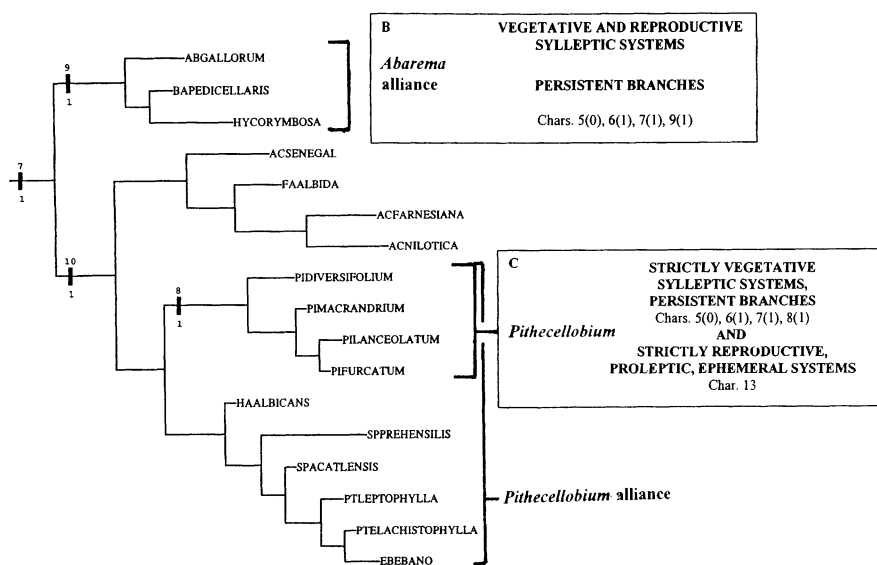 B
VEGETATIVE AND REPRODUCTIVE
SYLLEPTIC SYSTEMS
PERSISTENT BRANCHES
Chars. 5(0), 6(1), 7(1), 9(1)
Abarema
alliance
9
1
ABGALLORUM
BAPEDICELLARIS
HYCORYMBOSA
7
1
ACSENEGAL
FAALBIDA
ACFARNESIANA
ACNILOTICA
10
1
8
1
PIDIVERSIFOLIUM
PIMACRANDRIUM
PILANCEOLATUM
PIFURCATUM
C
STRICTLY VEGETATIVE
SYLLEPTIC SYSTEMS,
PERSISTENT BRANCHES
Chars. 5(0), 6(1), 7(1), 8(1)
AND
STRICTLY REPRODUCTIVE,
PROLEPTIC, EPHEMERAL SYSTEMS
Char. 13
Pithecellobium
HAALBICANS
SPPREHENSILIS
SPACATLENSIS
PTLEPTOPHYLLA
PTELACHISTOPHYLLA
EBEBANO
Pithecellobium alliance